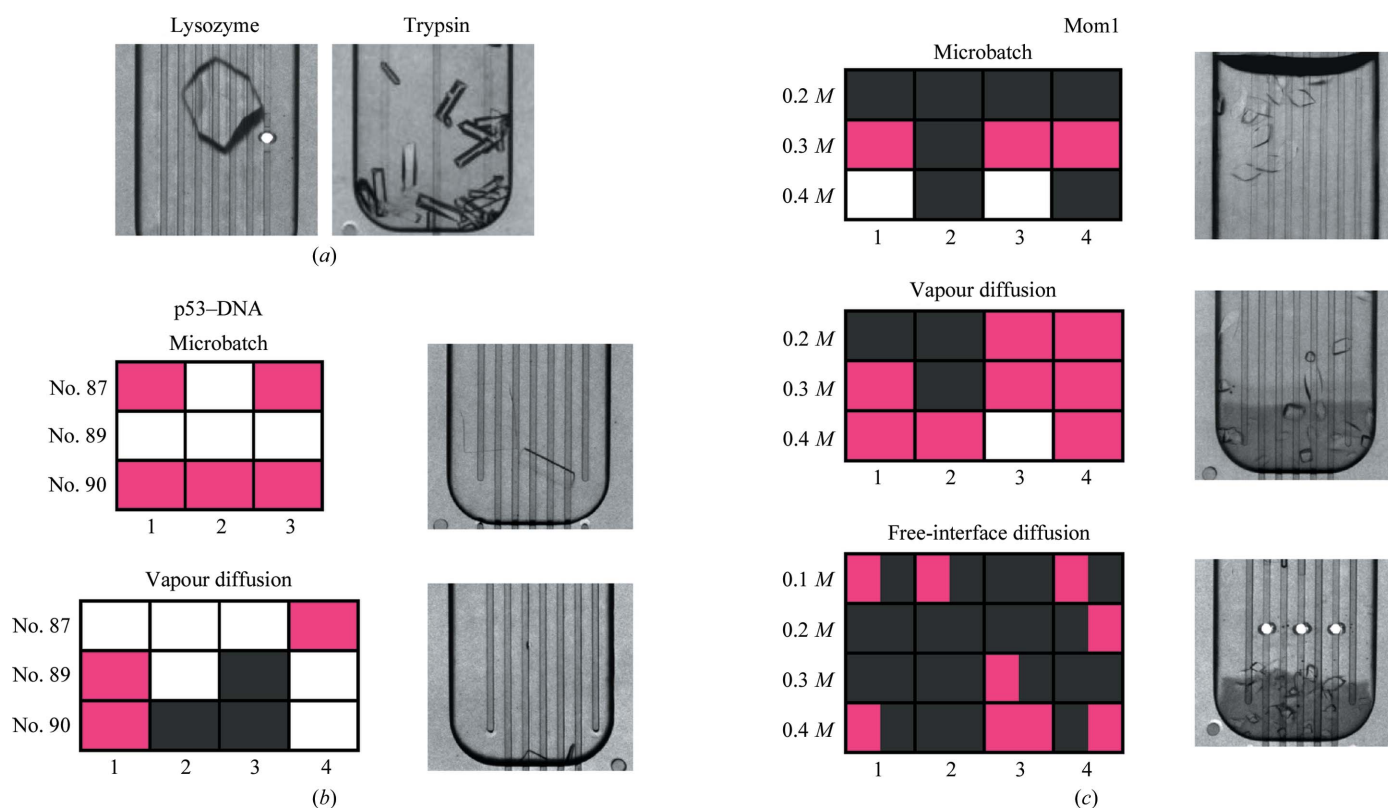 Lysozyme
Trypsin
(a)
p53–DNA
Microbatch
No. 87
No. 89
No. 90
1 2 3
Vapour diffusion
No. 87
No. 89
No. 90
1 2 3 4
(b)
Mom1
Microbatch
0.2 M
0.3 M
0.4 M
1 2 3 4
Vapour diffusion
0.2 M
0.3 M
0.4 M
1 2 3 4
Free-interface diffusion
0.1 M
0.2 M
0.3 M
0.4 M
1 2 3 4
(c)